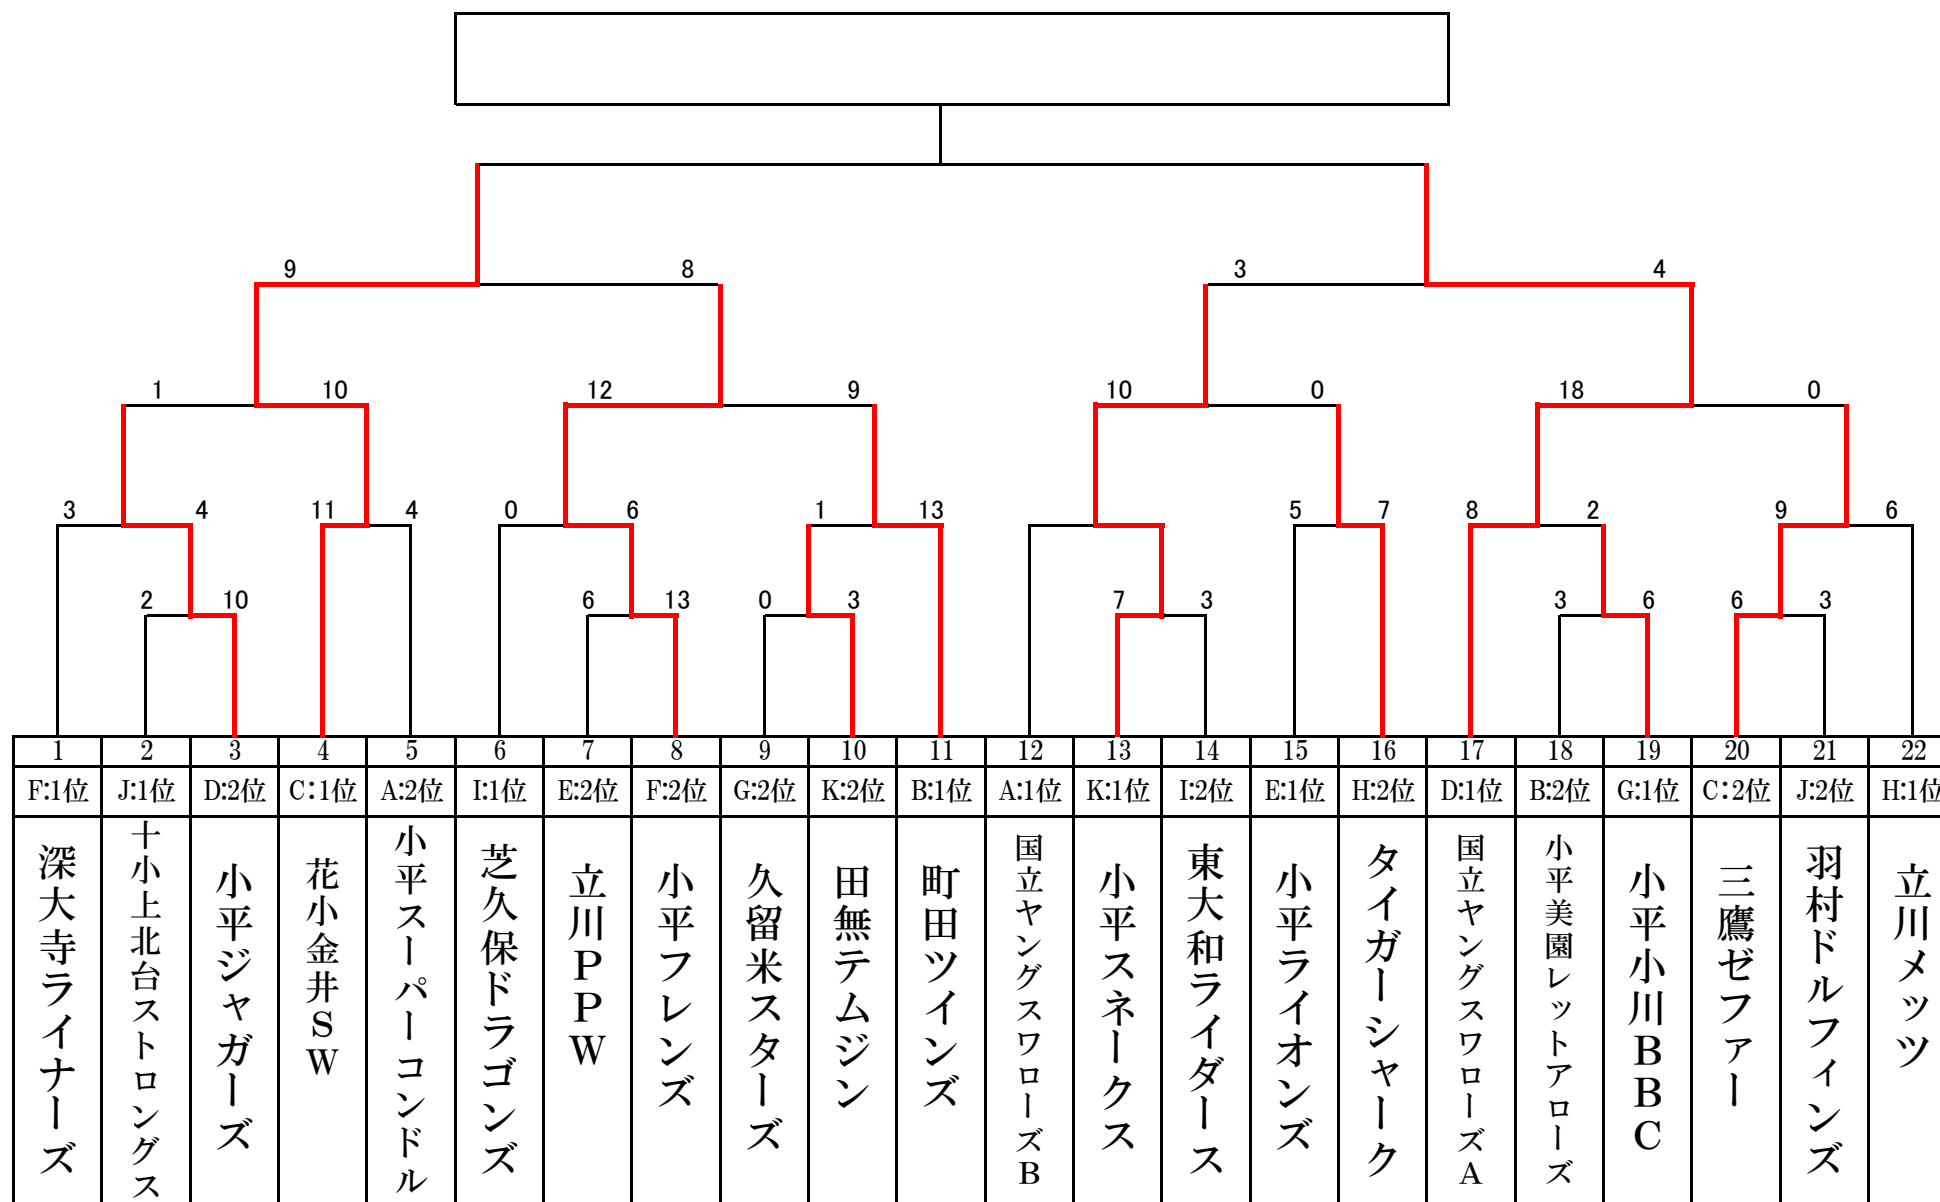 9 8 3 4
1 10 12 9 10 0 18 0
3 4 11 4 0 6 1 13 5 7 8 2 9 6
2 10 6 13 0 3 7 3 3 6 6 3
1 2 3 4 5 6 7 8 9 10 11 12 13 14 15 16 17 18 19 20 21 22
F:1位 J:1位 D:2位 C:1位 A:2位 I:1位 E:2位 F:2位 G:2位 K:2位 B:1位 A:1位 K:1位 I:2位 E:1位 H:2位 D:1位 B:2位 G:1位 C:2位 J:2位 H:1位
深大寺ライナーズ
十小上北台ストロングス
小平ジャガーズ
花小金井SW
小平スーパーコンドル
芝久保ドラゴンズ
立川PPW
小平フレンズ
久留米スターズ
田無テムジン
町田ツインズ
国立ヤングスワローズB
小平スネークス
東大和ライダース
小平ライオンズ
タイガーシャーク
国立ヤングスワローズA
小平美園レットアローズ
小平小川BBC
三鷹ゼファー
羽村ドルフィンズ
立川メッツ